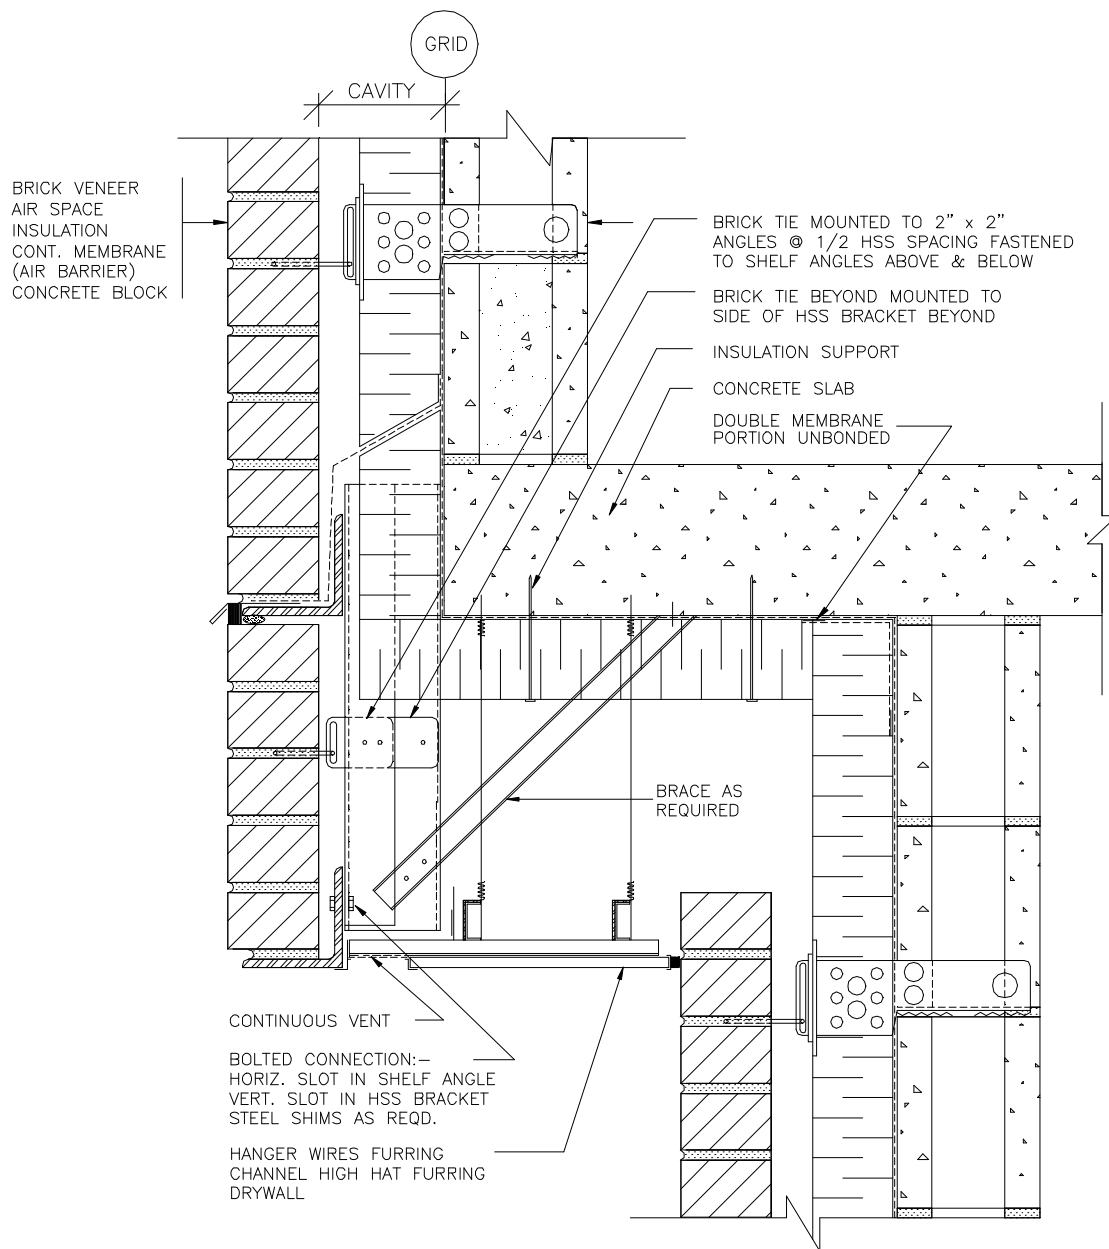 GRID
CAVITY
BRICK VENEER
AIR SPACE
INSULATION
CONT. MEMBRANE
(AIR BARRIER)
CONCRETE BLOCK
BRICK TIE MOUNTED TO 2” x 2”
ANGLES @ 1/2 HSS SPACING FASTENED
TO SHELF ANGLES ABOVE & BELOW
BRICK TIE BEYOND MOUNTED TO
SIDE OF HSS BRACKET BEYOND
INSULATION SUPPORT
CONCRETE SLAB
DOUBLE MEMBRANE
PORTION UNBONDED
BRACE AS
REQUIRED
CONTINUOUS VENT
BOLTED CONNECTION:–
HORIZ. SLOT IN SHELF ANGLE
VERT. SLOT IN HSS BRACKET
STEEL SHIMS AS REQD.
HANGER WIRES FURRING
CHANNEL HIGH HAT FURRING
DRYWALL